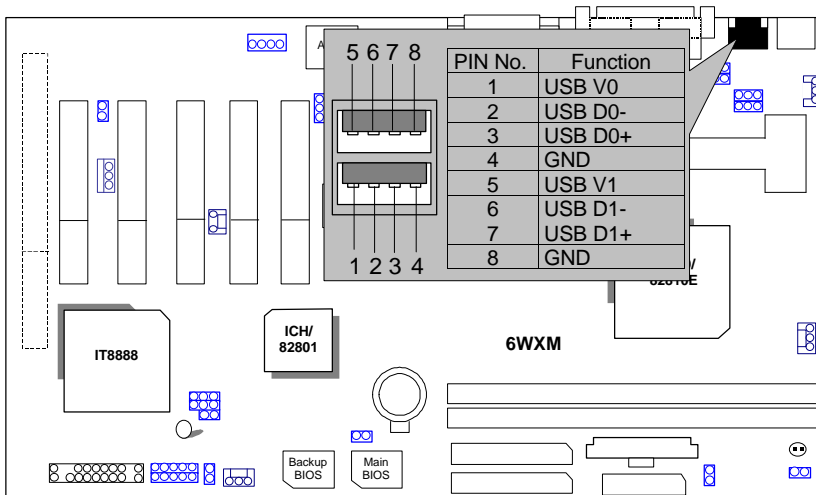 5 6 7 8
1 2 3 4
PIN No. Function
1 USB V0
2 USB D0-
3 USB D0+
4 GND
5 USB V1
6 USB D1-
7 USB D1+
8 GND
IT8888
ICH/
82801
6WXM
Backup
BIOS
Main
BIOS